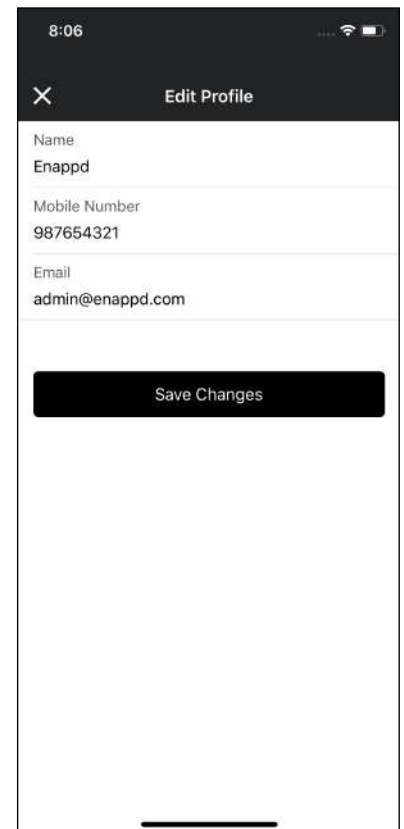 8:06
Edit Profile
Name
Enappd
Mobile Number
987654321
Email
admin@enappd.com
Save Changes